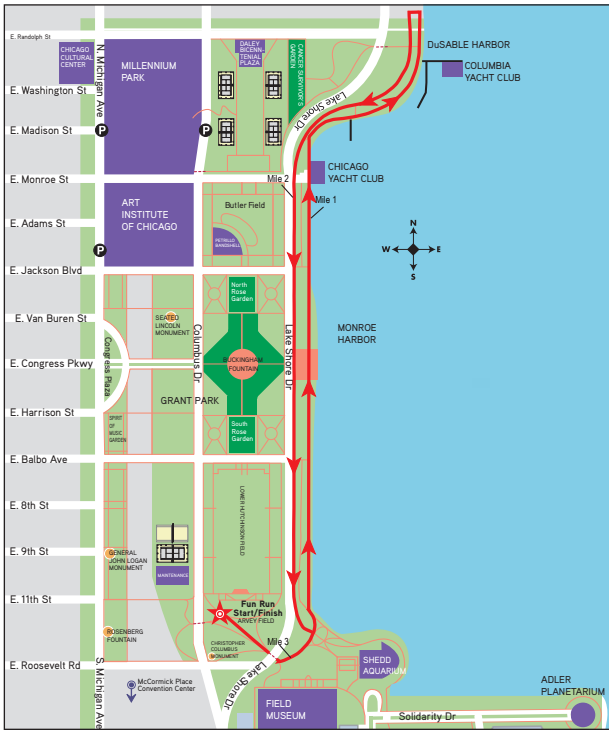 E. Randolph St
N. Michigan Ave
CHICAGO
CULTURAL
CENTER
MILLENNIUM
PARK
DALEY
BICENN-
TENIAL
PLAZA
CANCER SURVIVOR'S
GARDEN
DuSABLE HARBOR
COLUMBIA
YACHT CLUB
E. Washington St
Lake Shore Dr
E. Madison St
P
P
E. Monroe St
Mile 2
CHICAGO
YACHT CLUB
Mile 1
ART
INSTITUTE
OF CHICAGO
Butler Field
E. Adams St
PETRILLO
BANDSHELL
P
N
W
E
S
E. Jackson Blvd
North
Rose
Garden
E. Van Buren St
SEATED
LINCOLN
MONUMENT
Columbus Dr
Lake Shore Dr
MONROE
HARBOR
Congress Plaza
E. Congress Pkwy
BUCKINGHAM
FOUNTAIN
GRANT PARK
E. Harrison St
SPIRIT
OF
MUSIC
GARDEN
South
Rose
Garden
E. Balbo Ave
E. 8th St
LOWER HUTCHINSON FIELD
E. 9th St
GENERAL
JOHN LOGAN
MONUMENT
MAINTENANCE
E. 11th St
Fun Run
Start/Finish
ARVEY FIELD
ROSENBERG
FOUNTAIN
CHRISTOPHER
COLUMBUS
MONUMENT
Mile 3
E. Roosevelt Rd
S. Michigan Ave
McCormick Place
Convention Center
Lake Shore Dr
SHEDD
AQUARIUM
FIELD
MUSEUM
ADLER
PLANETARIUM
Solidarity Dr